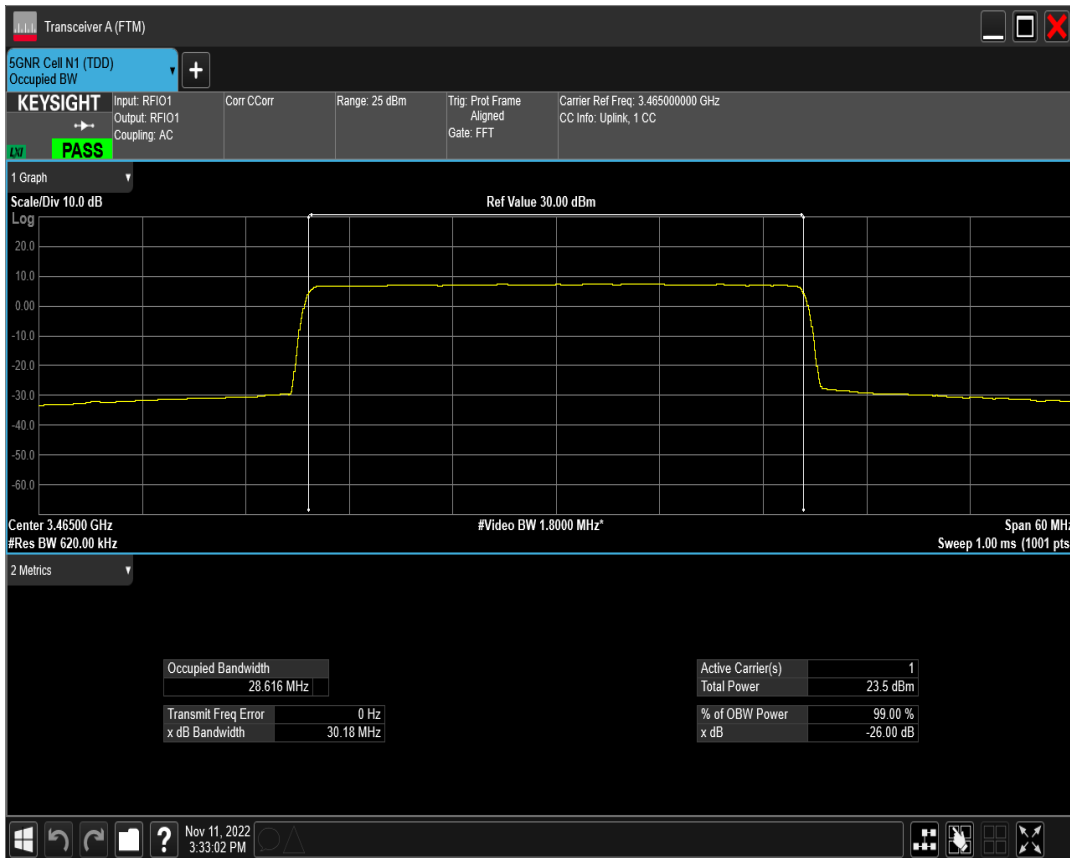 Transceiver A (FTM)
5GNR Cell N1 (TDD)
Occupied BW
+
KEYSIGHT
LXI
PASS
Input: RFIO1
Output: RFIO1
Coupling: AC
Corr CCorr
Range: 25 dBm
Trig: Prot Frame
Aligned
Gate: FFT
Carrier Ref Freq: 3.465000000 GHz
CC Info: Uplink, 1 CC
1 Graph
Scale/Div 10.0 dB
Ref Value 30.00 dBm
Log
20.0
10.0
0.00
-10.0
-20.0
-30.0
-40.0
-50.0
-60.0
Center 3.46500 GHz
#Video BW 1.8000 MHz*
Span 60 MHz
#Res BW 620.00 kHz
Sweep 1.00 ms (1001 pts
2 Metrics
Occupied Bandwidth
28.616 MHz
Transmit Freq Error 0 Hz
x dB Bandwidth 30.18 MHz
Active Carrier(s) 1
Total Power 23.5 dBm
% of OBW Power 99.00 %
x dB -26.00 dB
?
Nov 11, 2022
3:33:02 PM